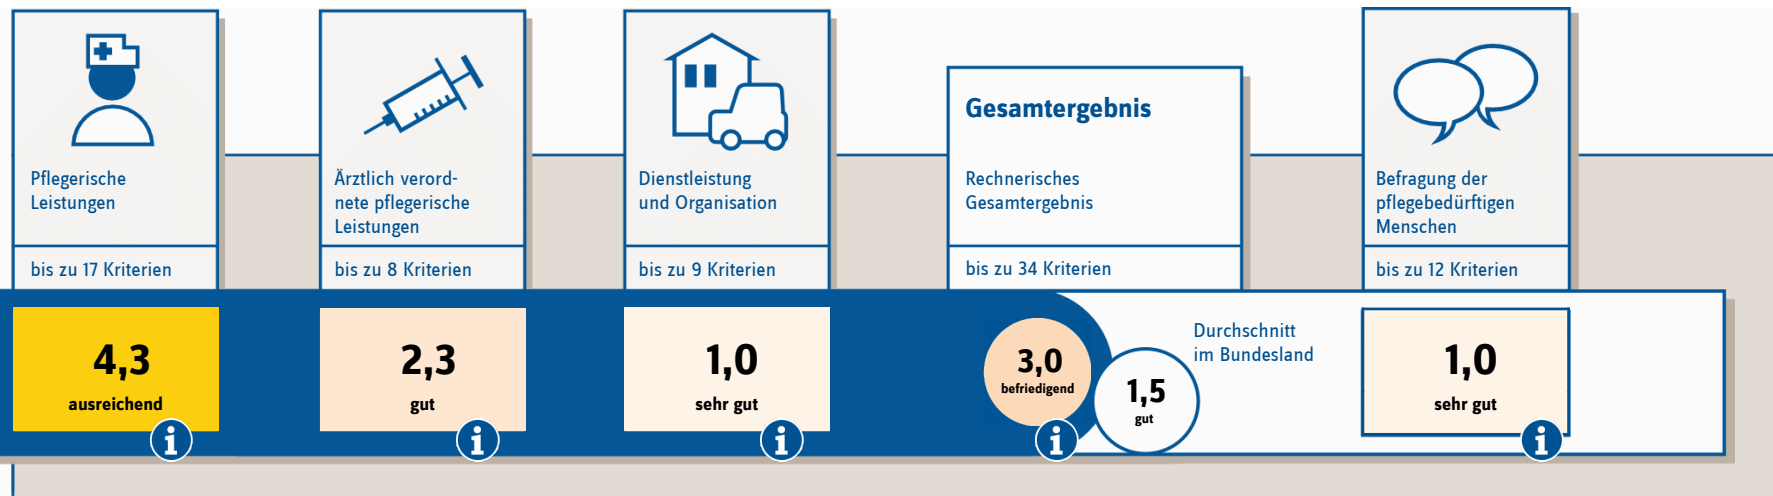 Pflegerische
Leistungen
bis zu 17 Kriterien
4,3
ausreichend
i
Ärztlich verord-
nete pflegerische
Leistungen
bis zu 8 Kriterien
2,3
gut
i
Dienstleistung
und Organisation
bis zu 9 Kriterien
1,0
sehr gut
i
Gesamtergebnis
Rechnerisches
Gesamtergebnis
bis zu 34 Kriterien
3,0
befriedigend
i
Durchschnitt
im Bundesland
1,5
gut
Befragung der
pflegebedürftigen
Menschen
bis zu 12 Kriterien
1,0
sehr gut
i